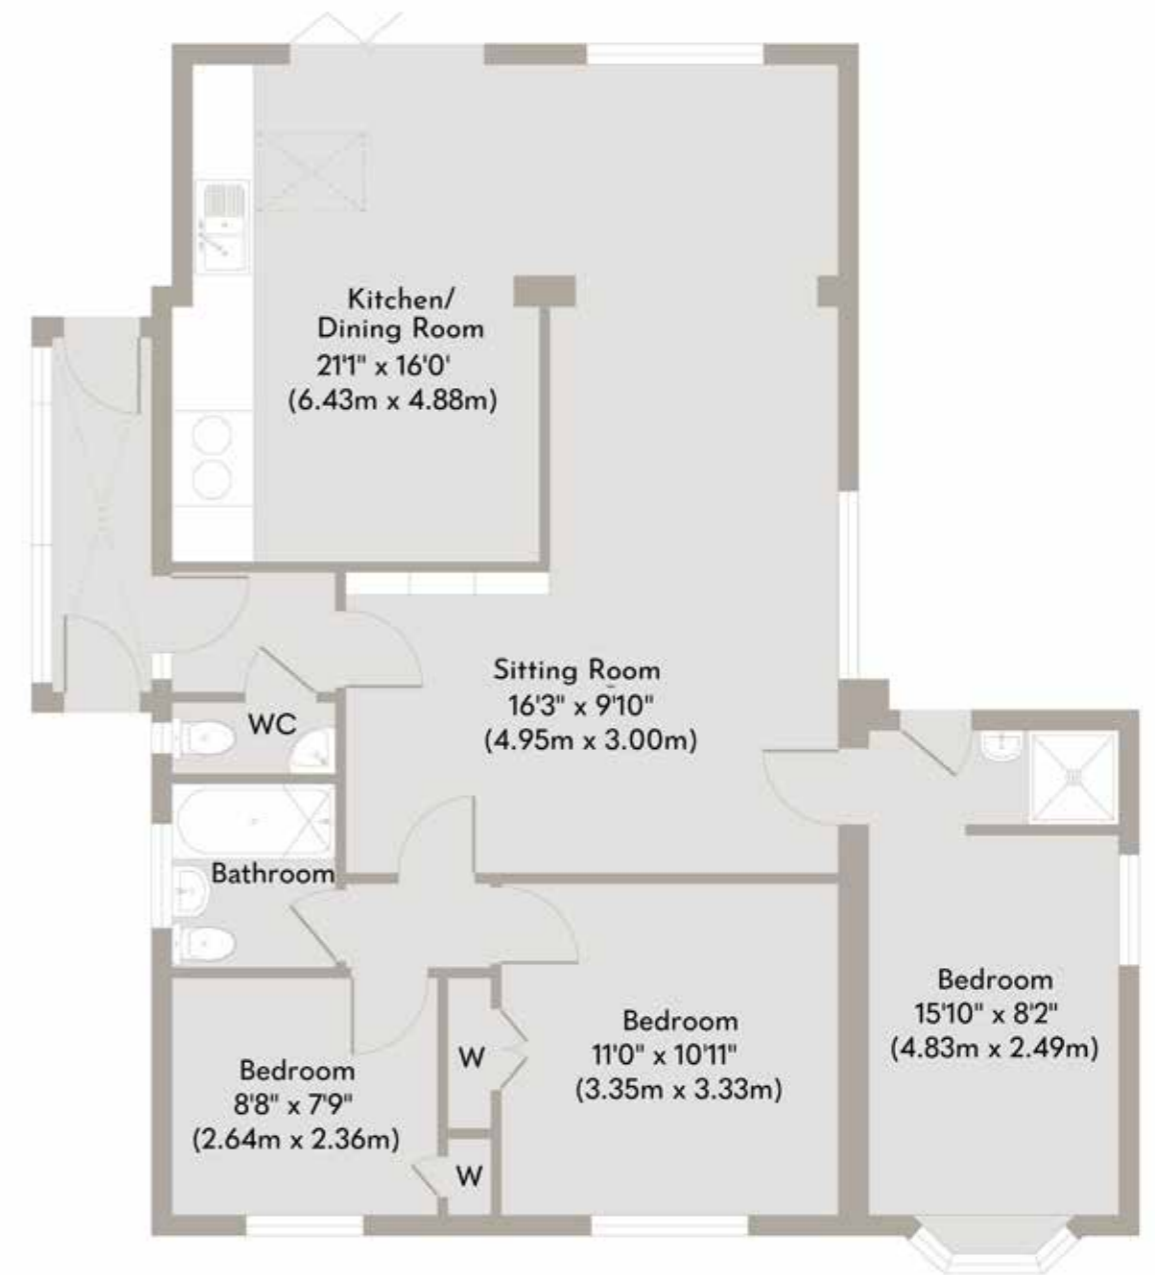 Kitchen/
Dining Room
21'1" x 16'0'
(6.43m x 4.88m)
Sitting Room
16'3" x 9'10"
(4.95m x 3.00m)
WC
Bathroom
Bedroom
15'10" x 8'2"
(4.83m x 2.49m)
Bedroom
11'0" x 10'11"
(3.35m x 3.33m)
W
Bedroom
8'8" x 7'9"
(2.64m x 2.36m)
W